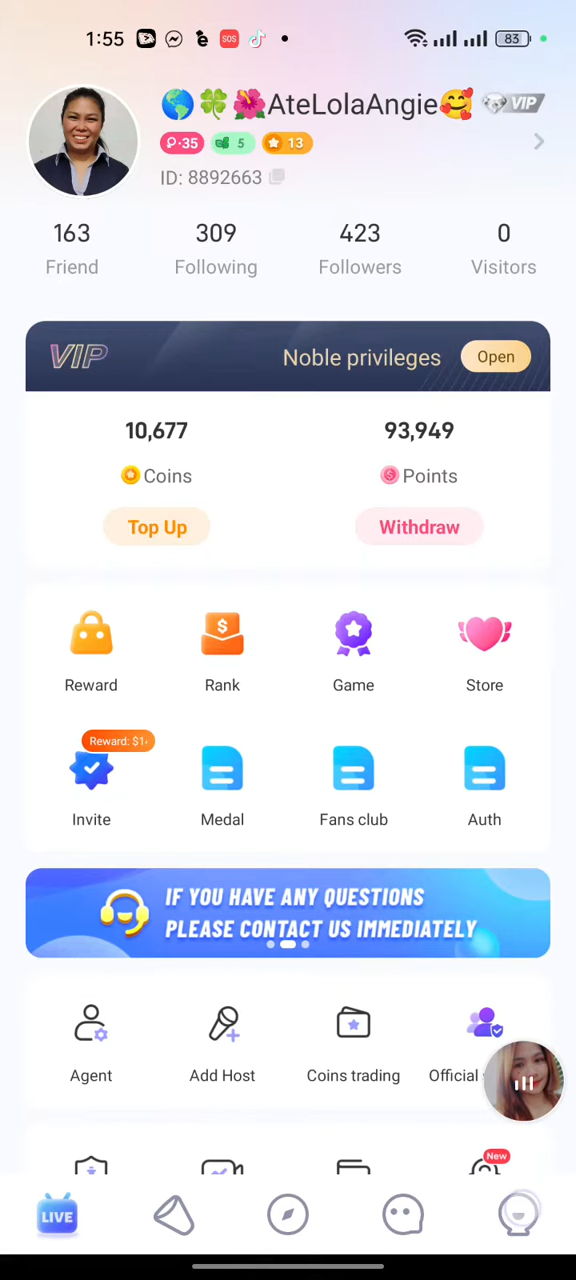 1:55
SOS
83
🌎🍀🌺AteLolaAngie🥰 VIP
35 5 13
ID: 8892663
163 309 423 0
Friend Following Followers Visitors
VIP Noble privileges Open
10,677 93,949
Coins Points
Top Up Withdraw
Reward Rank Game Store
Reward: $1+
Invite Medal Fans club Auth
IF YOU HAVE ANY QUESTIONS
PLEASE CONTACT US IMMEDIATELY
Agent Add Host Coins trading Official
New
LIVE